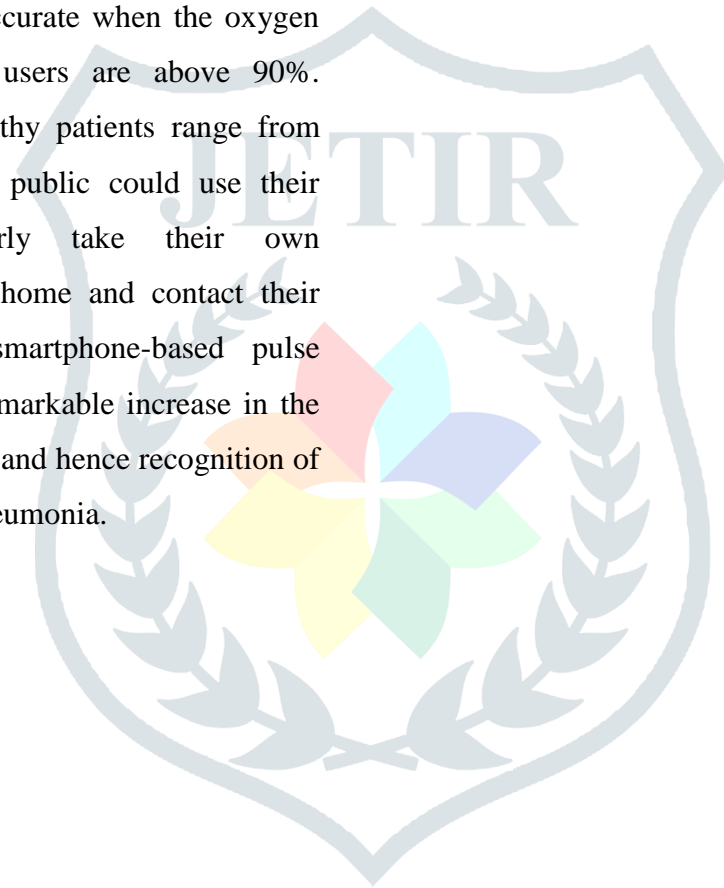 ccurate when the oxygen
users are above 90%.
thy patients range from
public could use their
rly take their own
home and contact their
smartphone-based pulse
markable increase in the
and hence recognition of
eumonia.
JETIR